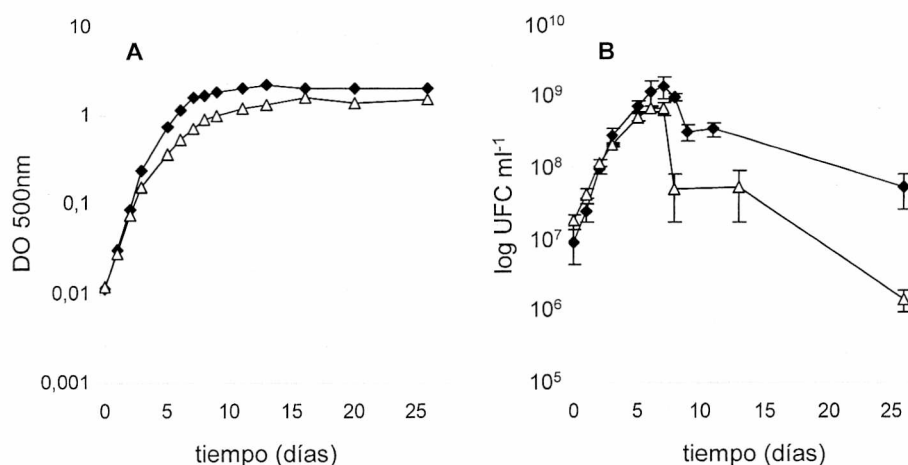 A
DO 500nm
10
1
0,1
0,01
0,001
0 5 10 15 20 25
tiempo (días)
B
log UFC ml⁻¹
10¹⁰
10⁹
10⁸
10⁷
10⁶
10⁵
0 5 10 15 20 25
tiempo (días)